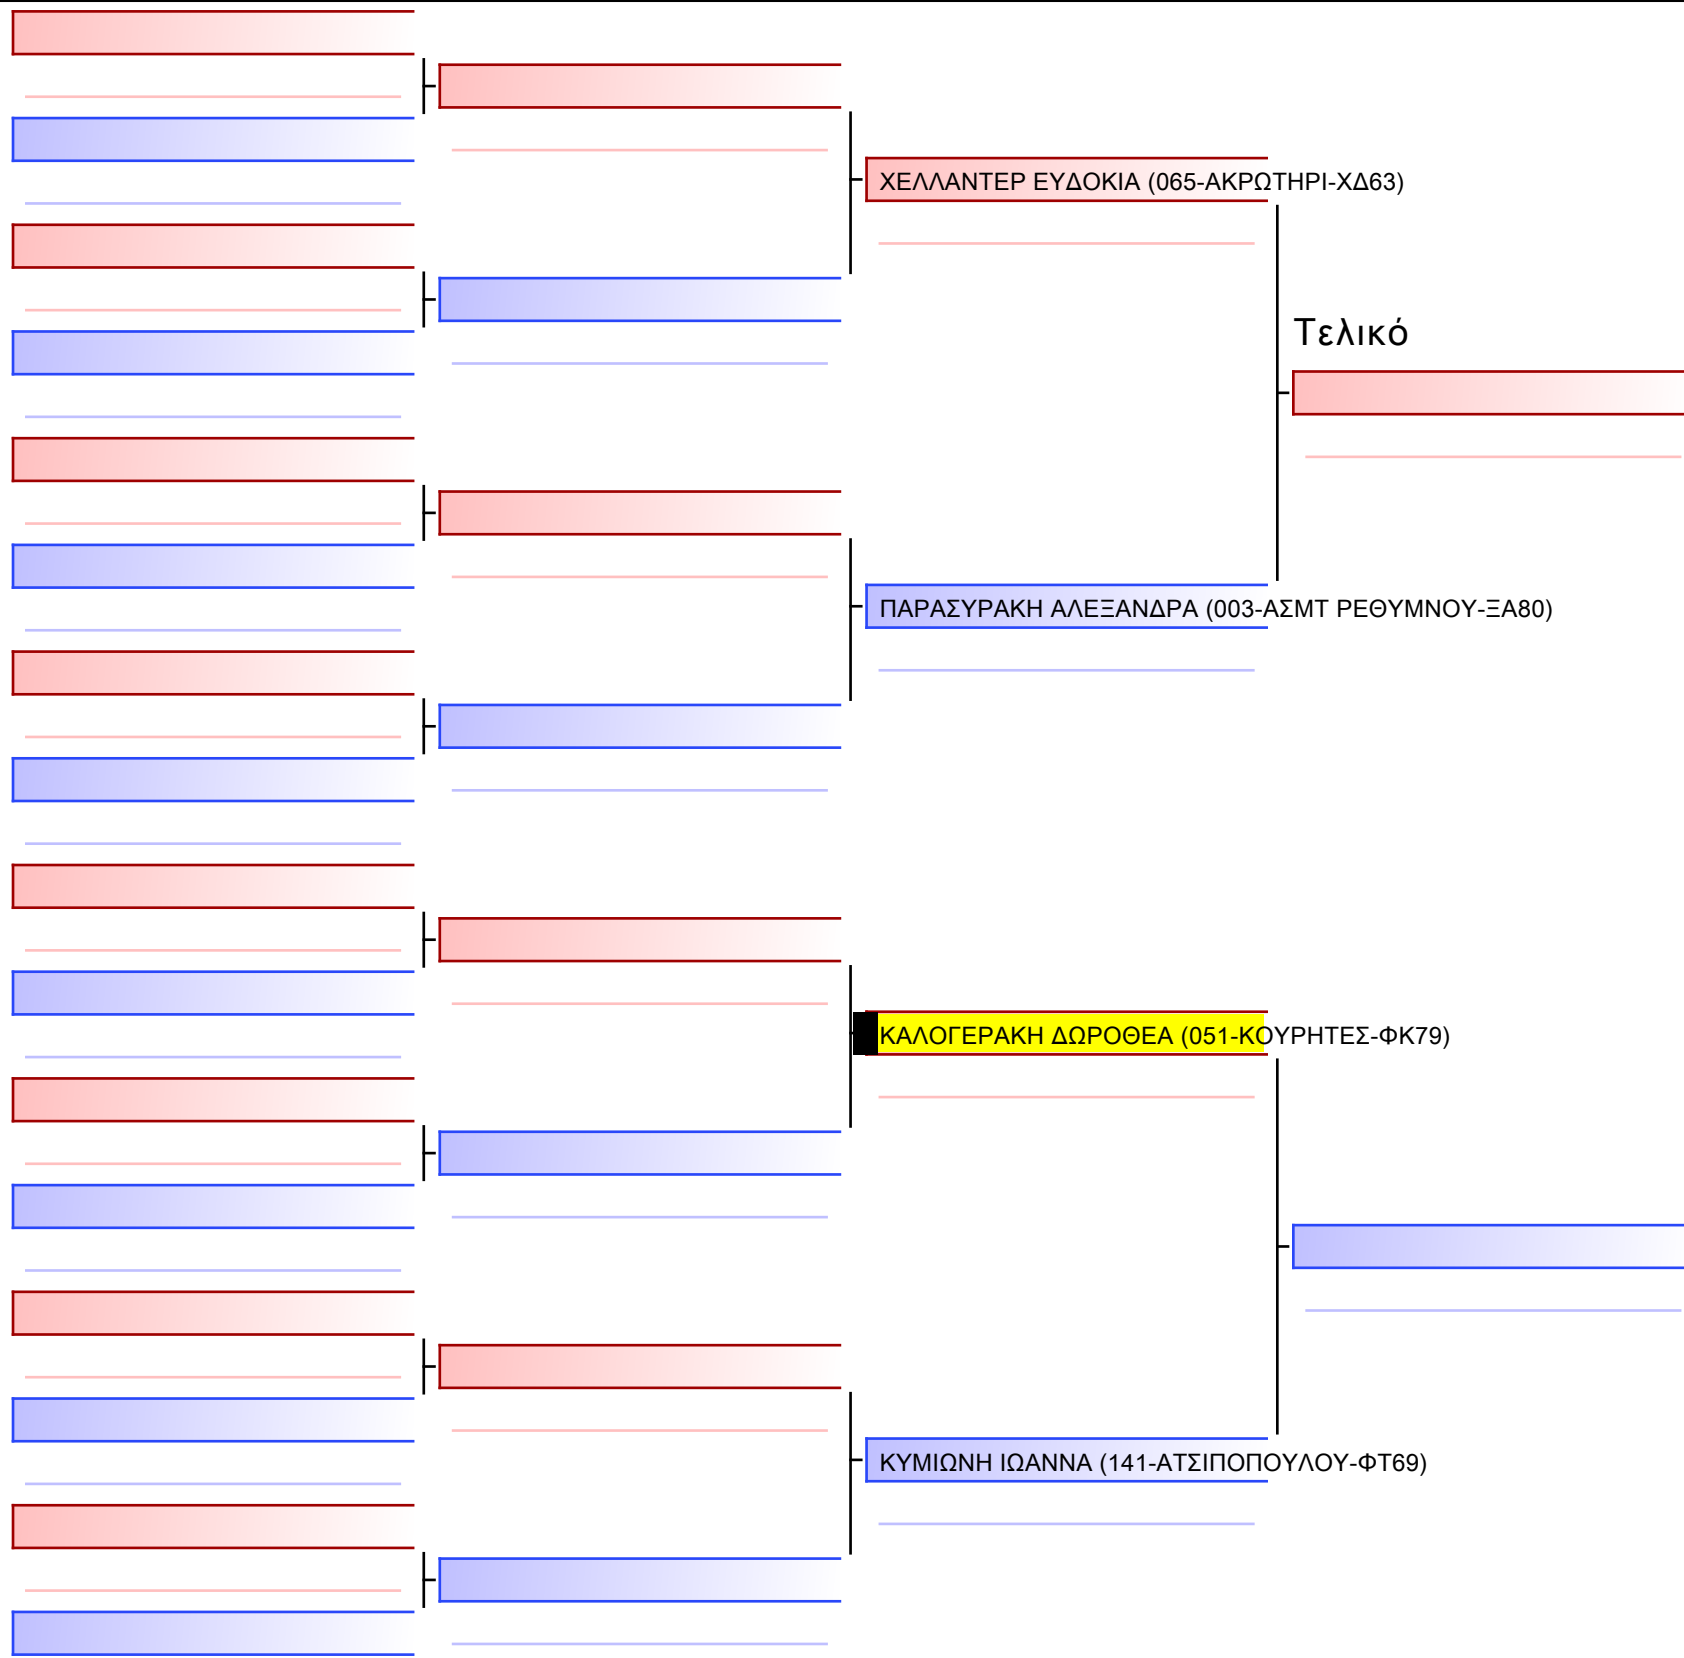 ΧΕΛΛΑΝΤΕΡ ΕΥΔΟΚΙΑ (065-ΑΚΡΩΤΗΡΙ-ΧΔ63)
Τελικό
ΠΑΡΑΣΥΡΑΚΗ ΑΛΕΞΑΝΔΡΑ (003-ΑΣΜΤ ΡΕΘΥΜΝΟΥ-ΞΑ80)
ΚΑΛΟΓΕΡΑΚΗ ΔΩΡΟΘΕΑ (051-ΚΟΥΡΗΤΕΣ-ΦΚ79)
ΚΥΜΙΩΝΗ ΙΩΑΝΝΑ (141-ΑΤΣΙΠΟΠΟΥΛΟΥ-ΦΤ69)